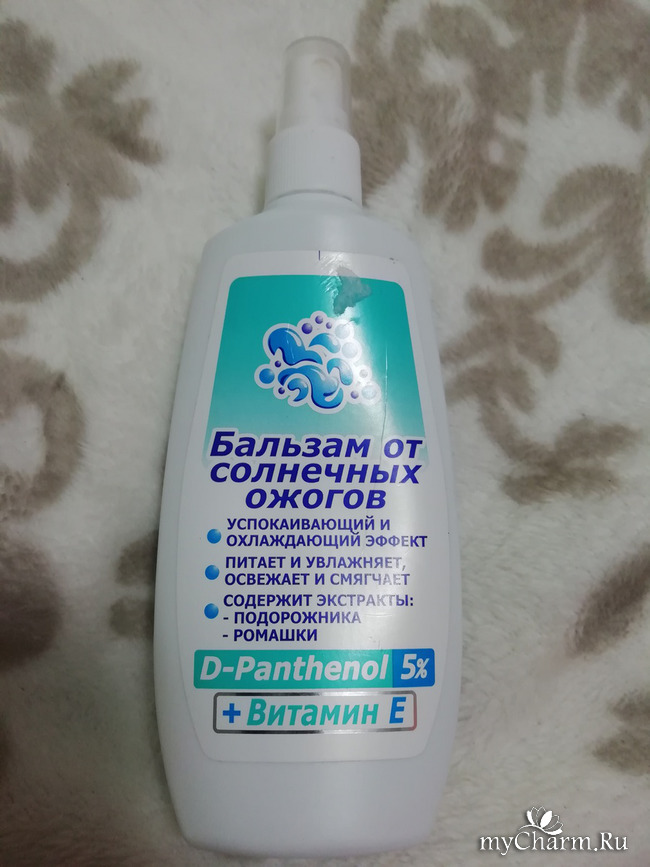 Бальзам от
солнечных
ожогов
УСПОКАИВАЮЩИЙ И
ОХЛАЖДАЮЩИЙ ЭФФЕКТ
ПИТАЕТ И УВЛАЖНЯЕТ,
ОСВЕЖАЕТ И СМЯГЧАЕТ
СОДЕРЖИТ ЭКСТРАКТЫ:
- ПОДОРОЖНИКА
- РОМАШКИ
D-Panthenol 5%
+ Витамин Е
myCharm.Ru